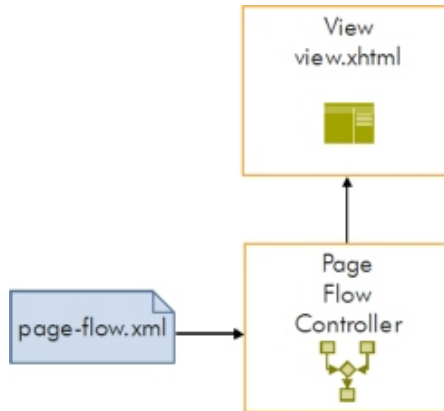 View
view.xhtml
Page
Flow
Controller
page-flow.xml